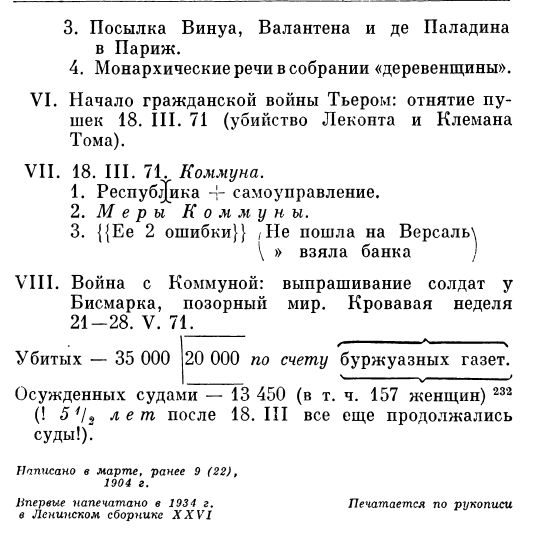 3. Посылка Винуа, Валантена и де Паладина
в Париж.
4. Монархические речи в собрании «деревенщины».
VI. Начало гражданской войны Тьером: отнятие пу-
шек 18. III. 71 (убийство Леконта и Клемана
Тома).
VII. 18. III. 71. Коммуна.
1. Республика + самоуправление.
2. Меры Коммуны.
3. {{Ее 2 ошибки}} (Не пошла на Версаль)
( » взяла банка )
VIII. Война с Коммуной: выпрашивание солдат у
Бисмарка, позорный мир. Кровавая неделя
21—28. V. 71.
Убитых — 35 000 20 000 по счету буржуазных газет.
Осужденных судами — 13 450 (в т. ч. 157 женщин) 232
(! 5 1/2 лет после 18. III все еще продолжались
суды!).
Написано в марте, ранее 9 (22),
1904 г.
Впервые напечатано в 1934 г.
в Ленинском сборнике XXVI
Печатается по рукописи